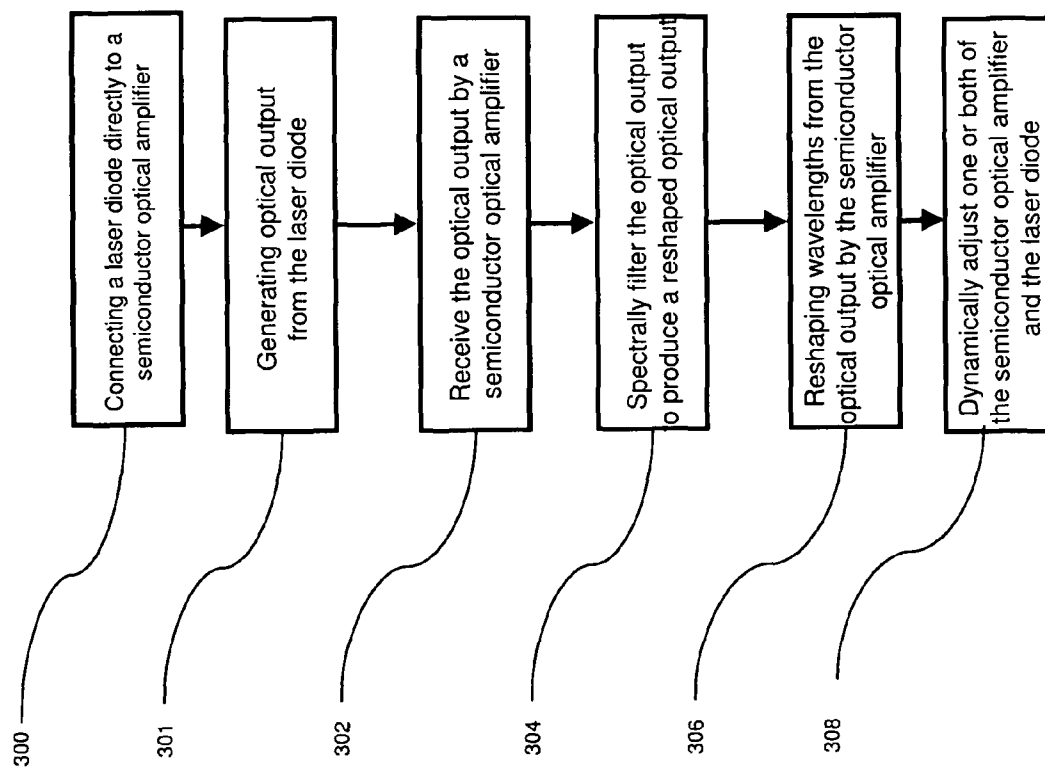 300
Connecting a laser diode directly to a
semiconductor optical amplifier
301
Generating optical output
from the laser diode
302
Receive the optical output by a
semiconductor optical amplifier
304
Spectrally filter the optical output
o produce a reshaped optical output
306
Reshaping wavelengths from the
optical output by the semiconductor
optical amplifier
308
Dynamically adjust one or both of
the semiconductor optical amplifier
and the laser diode